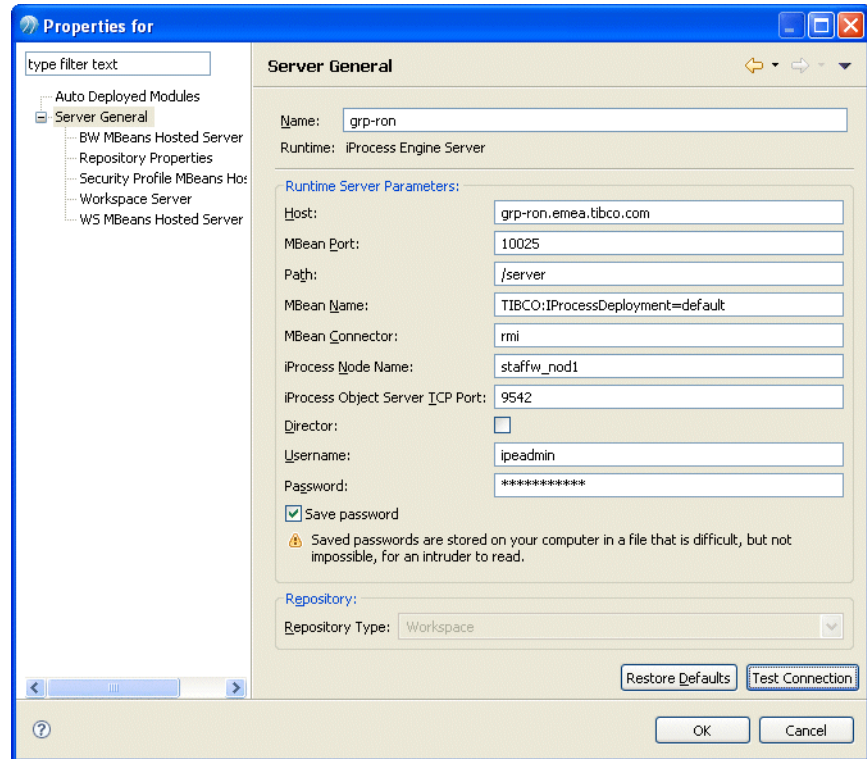 Properties for
type filter text
Auto Deployed Modules
Server General
BW MBeans Hosted Server
Repository Properties
Security Profile MBeans Hos
Workspace Server
WS MBeans Hosted Server
Server General
Name: grp-ron
Runtime: iProcess Engine Server
Runtime Server Parameters:
Host: grp-ron.emea.tibco.com
MBean Port: 10025
Path: /server
MBean Name: TIBCO:IProcessDeployment=default
MBean Connector: rmi
iProcess Node Name: staffw_nod1
iProcess Object Server TCP Port: 9542
Director:
Username: ipeadmin
Password: ***********
Save password
Saved passwords are stored on your computer in a file that is difficult, but not
impossible, for an intruder to read.
Repository:
Repository Type: Workspace
Restore Defaults Test Connection
OK Cancel